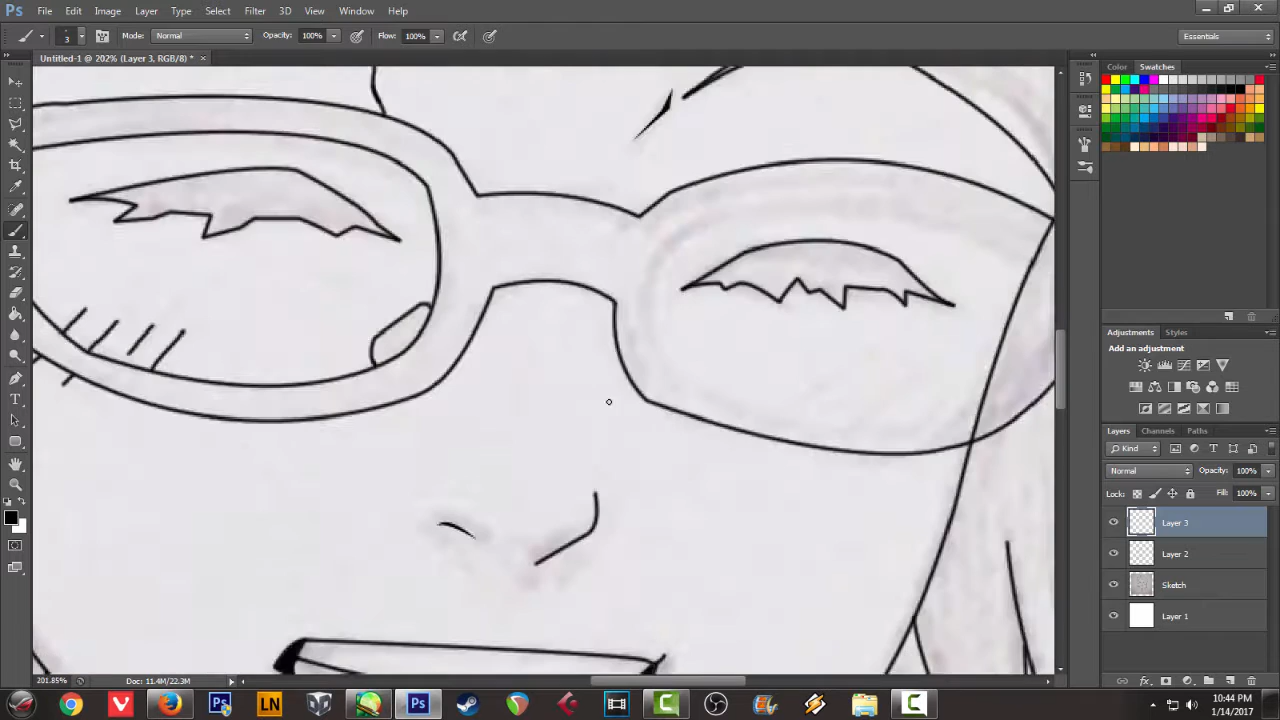 Ps File Edit Image Layer Type Select Filter 3D View Window Help
3 Mode: Normal Opacity: 100% Flow: 100% Essentials
Untitled-1 @ 202% (Layer 3, RGB/8) * ×
Color Swatches
Adjustments Styles
Add an adjustment
Layers Channels Paths
Kind
Normal Opacity: 100%
Lock: Fill: 100%
Layer 3
Layer 2
Sketch
Layer 1
201.85% Doc: 11.4M/22.3M
Ps LN Ps
10:44 PM
1/14/2017